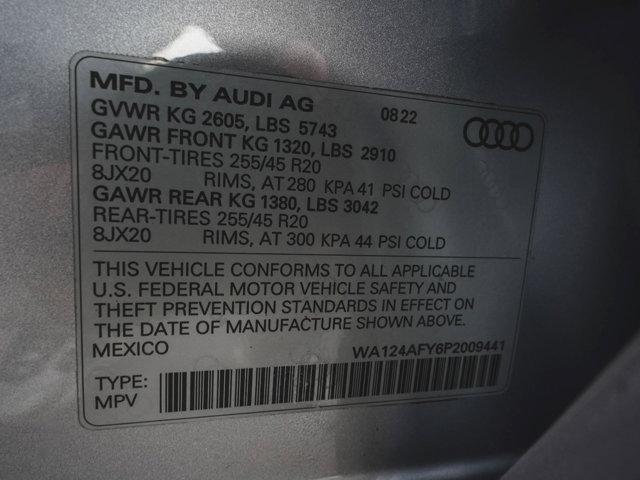 MFD. BY AUDI AG 0822
GVWR KG 2605, LBS 5743
GAWR FRONT KG 1320, LBS 2910
FRONT-TIRES 255/45 R20
8JX20 RIMS, AT 280 KPA 41 PSI COLD
GAWR REAR KG 1380, LBS 3042
REAR-TIRES 255/45 R20
8JX20 RIMS, AT 300 KPA 44 PSI COLD
THIS VEHICLE CONFORMS TO ALL APPLICABLE
U.S. FEDERAL MOTOR VEHICLE SAFETY AND
THEFT PREVENTION STANDARDS IN EFFECT ON
THE DATE OF MANUFACTURE SHOWN ABOVE.
MEXICO WA124AFY6P2009441
TYPE:
MPV